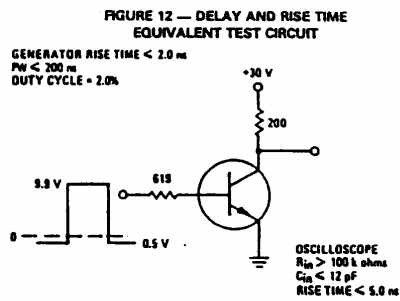 FIGURE 12 — DELAY AND RISE TIME
EQUIVALENT TEST CIRCUIT
GENERATOR RISE TIME < 2.0 ns
PW < 200 ns
DUTY CYCLE = 2.0%
+30 V
200
619
9.9 V
0
0.5 V
OSCILLOSCOPE
Rin > 100 k ohms
Cin < 12 pF
RISE TIME < 5.0 ns